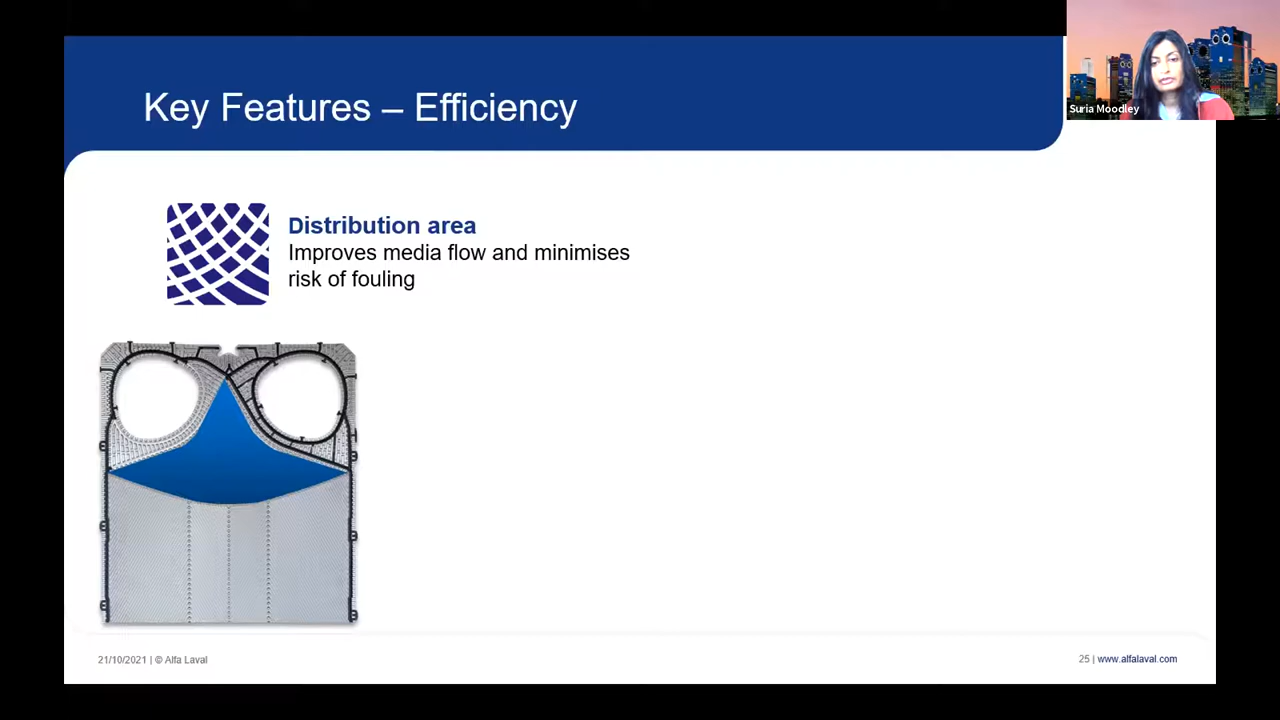 Key Features – Efficiency
Suria Moodley
Distribution area
Improves media flow and minimises
risk of fouling
21/10/2021 | © Alfa Laval
25 | www.alfalaval.com